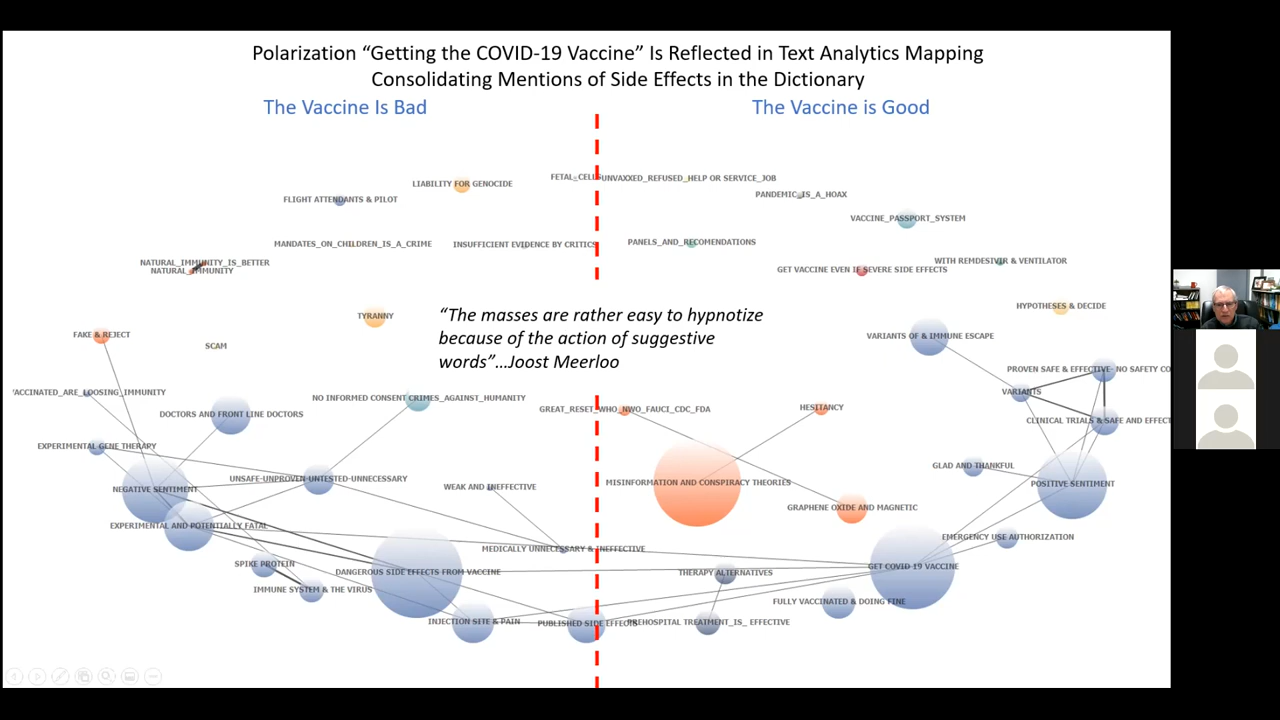 Polarization “Getting the COVID-19 Vaccine” Is Reflected in Text Analytics Mapping
Consolidating Mentions of Side Effects in the Dictionary
The Vaccine Is Bad
The Vaccine is Good
FETAL_CELLS
UNVAXXED_REFUSED_HELP OR SERVICE_JOB
LIABILITY FOR GENOCIDE
PANDEMIC_IS_A_HOAX
FLIGHT ATTENDANTS & PILOT
VACCINE_PASSPORT_SYSTEM
MANDATES_ON_CHILDREN_IS_A_CRIME
INSUFFICIENT EVIDENCE BY CRITICS
PANELS_AND_RECOMENDATIONS
NATURAL_IMMUNITY_IS_BETTER
NATURAL_IMMUNITY
WITH REMDESIVIR & VENTILATOR
GET VACCINE EVEN IF SEVERE SIDE EFFECTS
HYPOTHESES & DECIDE
TYRANNY
“The masses are rather easy to hypnotize
because of the action of suggestive
words”...Joost Meerloo
FAKE & REJECT
SCAM
VARIANTS OF & IMMUNE ESCAPE
PROVEN SAFE & EFFECTIVE- NO SAFETY CO
VACCINATED_ARE_LOOSING_IMMUNITY
NO INFORMED CONSENT CRIMES_AGAINST_HUMANITY
VARIANTS
DOCTORS AND FRONT LINE DOCTORS
GREAT_RESET_WHO_NWO_FAUCI_CDC_FDA
HESITANCY
CLINICAL TRIALS & SAFE AND EFFECT
EXPERIMENTAL GENE THERAPY
UNSAFE-UNPROVEN-UNTESTED-UNNECESSARY
GLAD AND THANKFUL
NEGATIVE SENTIMENT
WEAK AND INEFFECTIVE
MISINFORMATION AND CONSPIRACY THEORIES
POSITIVE SENTIMENT
GRAPHENE OXIDE AND MAGNETIC
EXPERIMENTAL AND POTENTIALLY FATAL
EMERGENCY USE AUTHORIZATION
MEDICALLY UNNECESSARY & INEFFECTIVE
SPIKE PROTEIN
DANGEROUS SIDE EFFECTS FROM VACCINE
THERAPY ALTERNATIVES
GET COVID 19 VACCINE
IMMUNE SYSTEM & THE VIRUS
FULLY VACCINATED & DOING FINE
INJECTION SITE & PAIN
PUBLISHED SIDE EFFECTS
PREHOSPITAL TREATMENT_IS_ EFFECTIVE